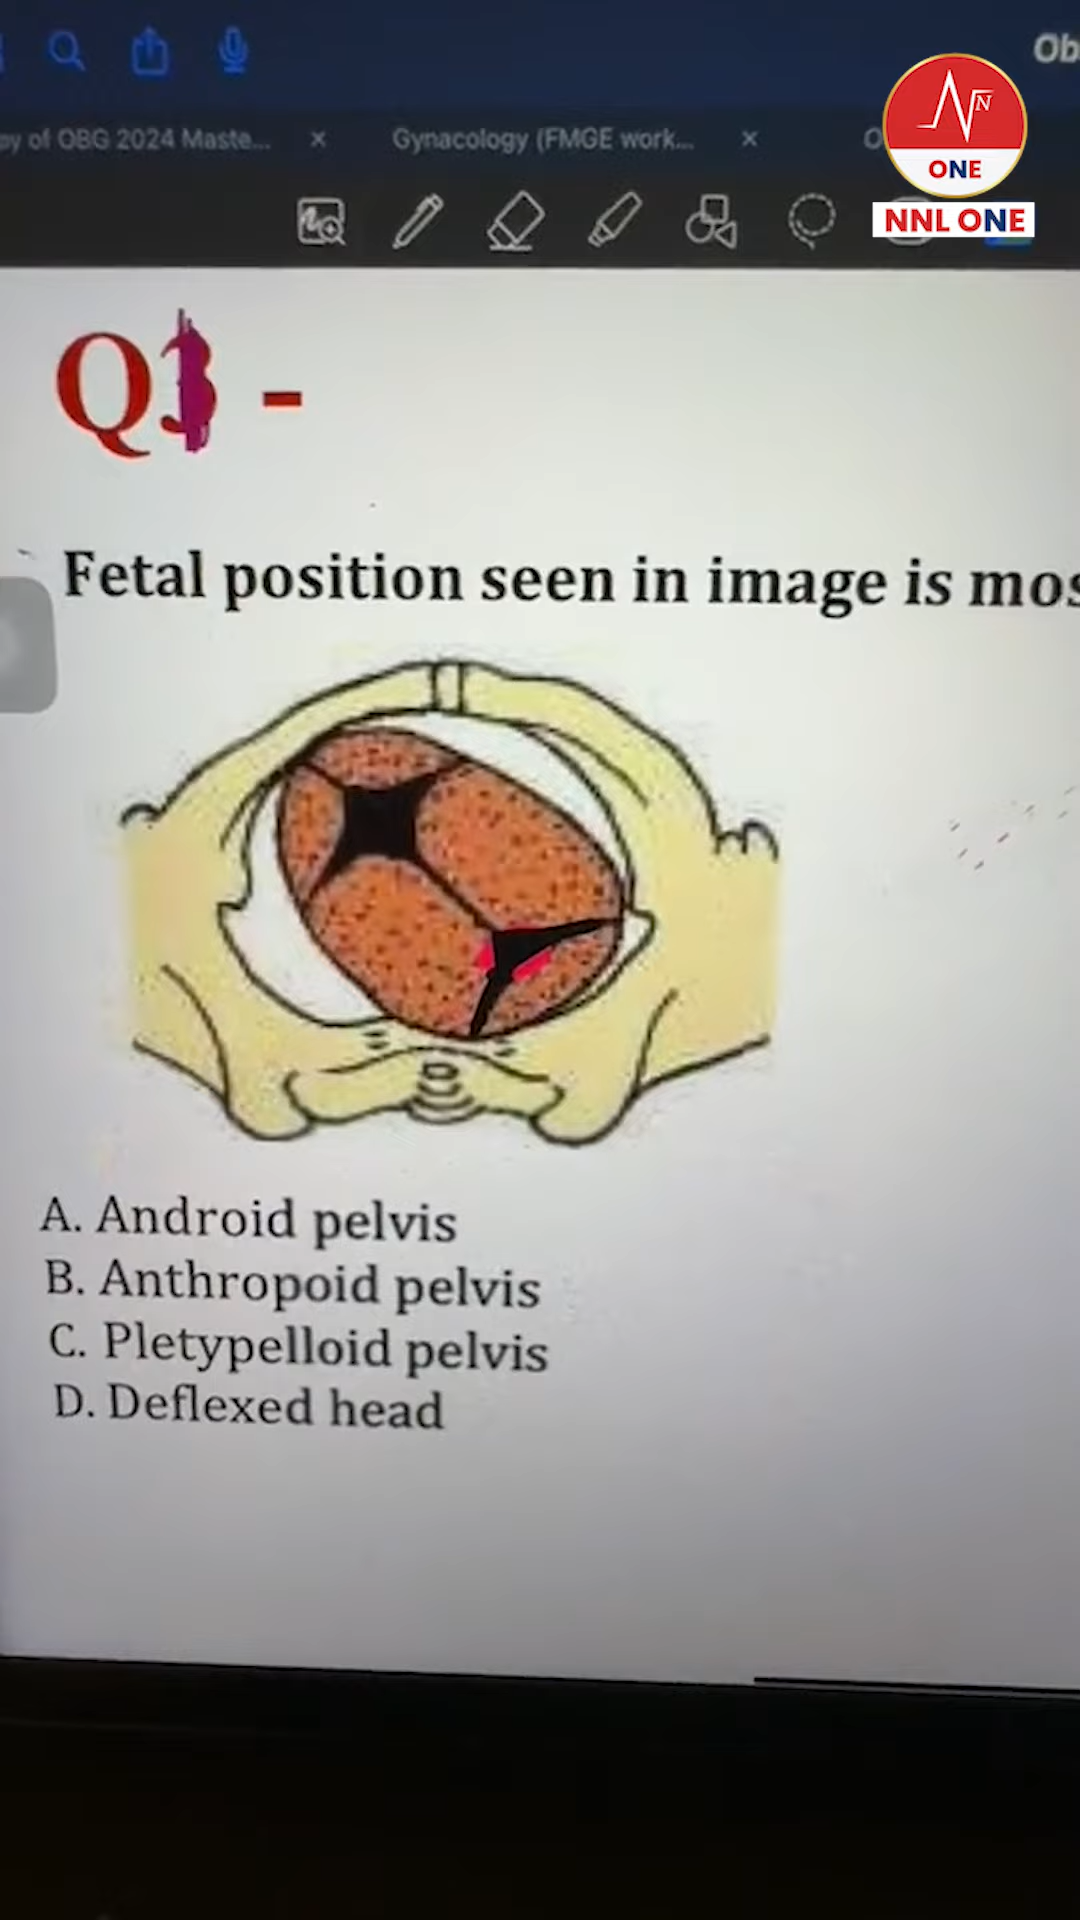 Ob
py of OBG 2024 Maste... × Gynacology (FMGE work... × O
N
ONE
NNL ONE
Q3 -
Fetal position seen in image is mos
A. Android pelvis
B. Anthropoid pelvis
C. Pletypelloid pelvis
D. Deflexed head